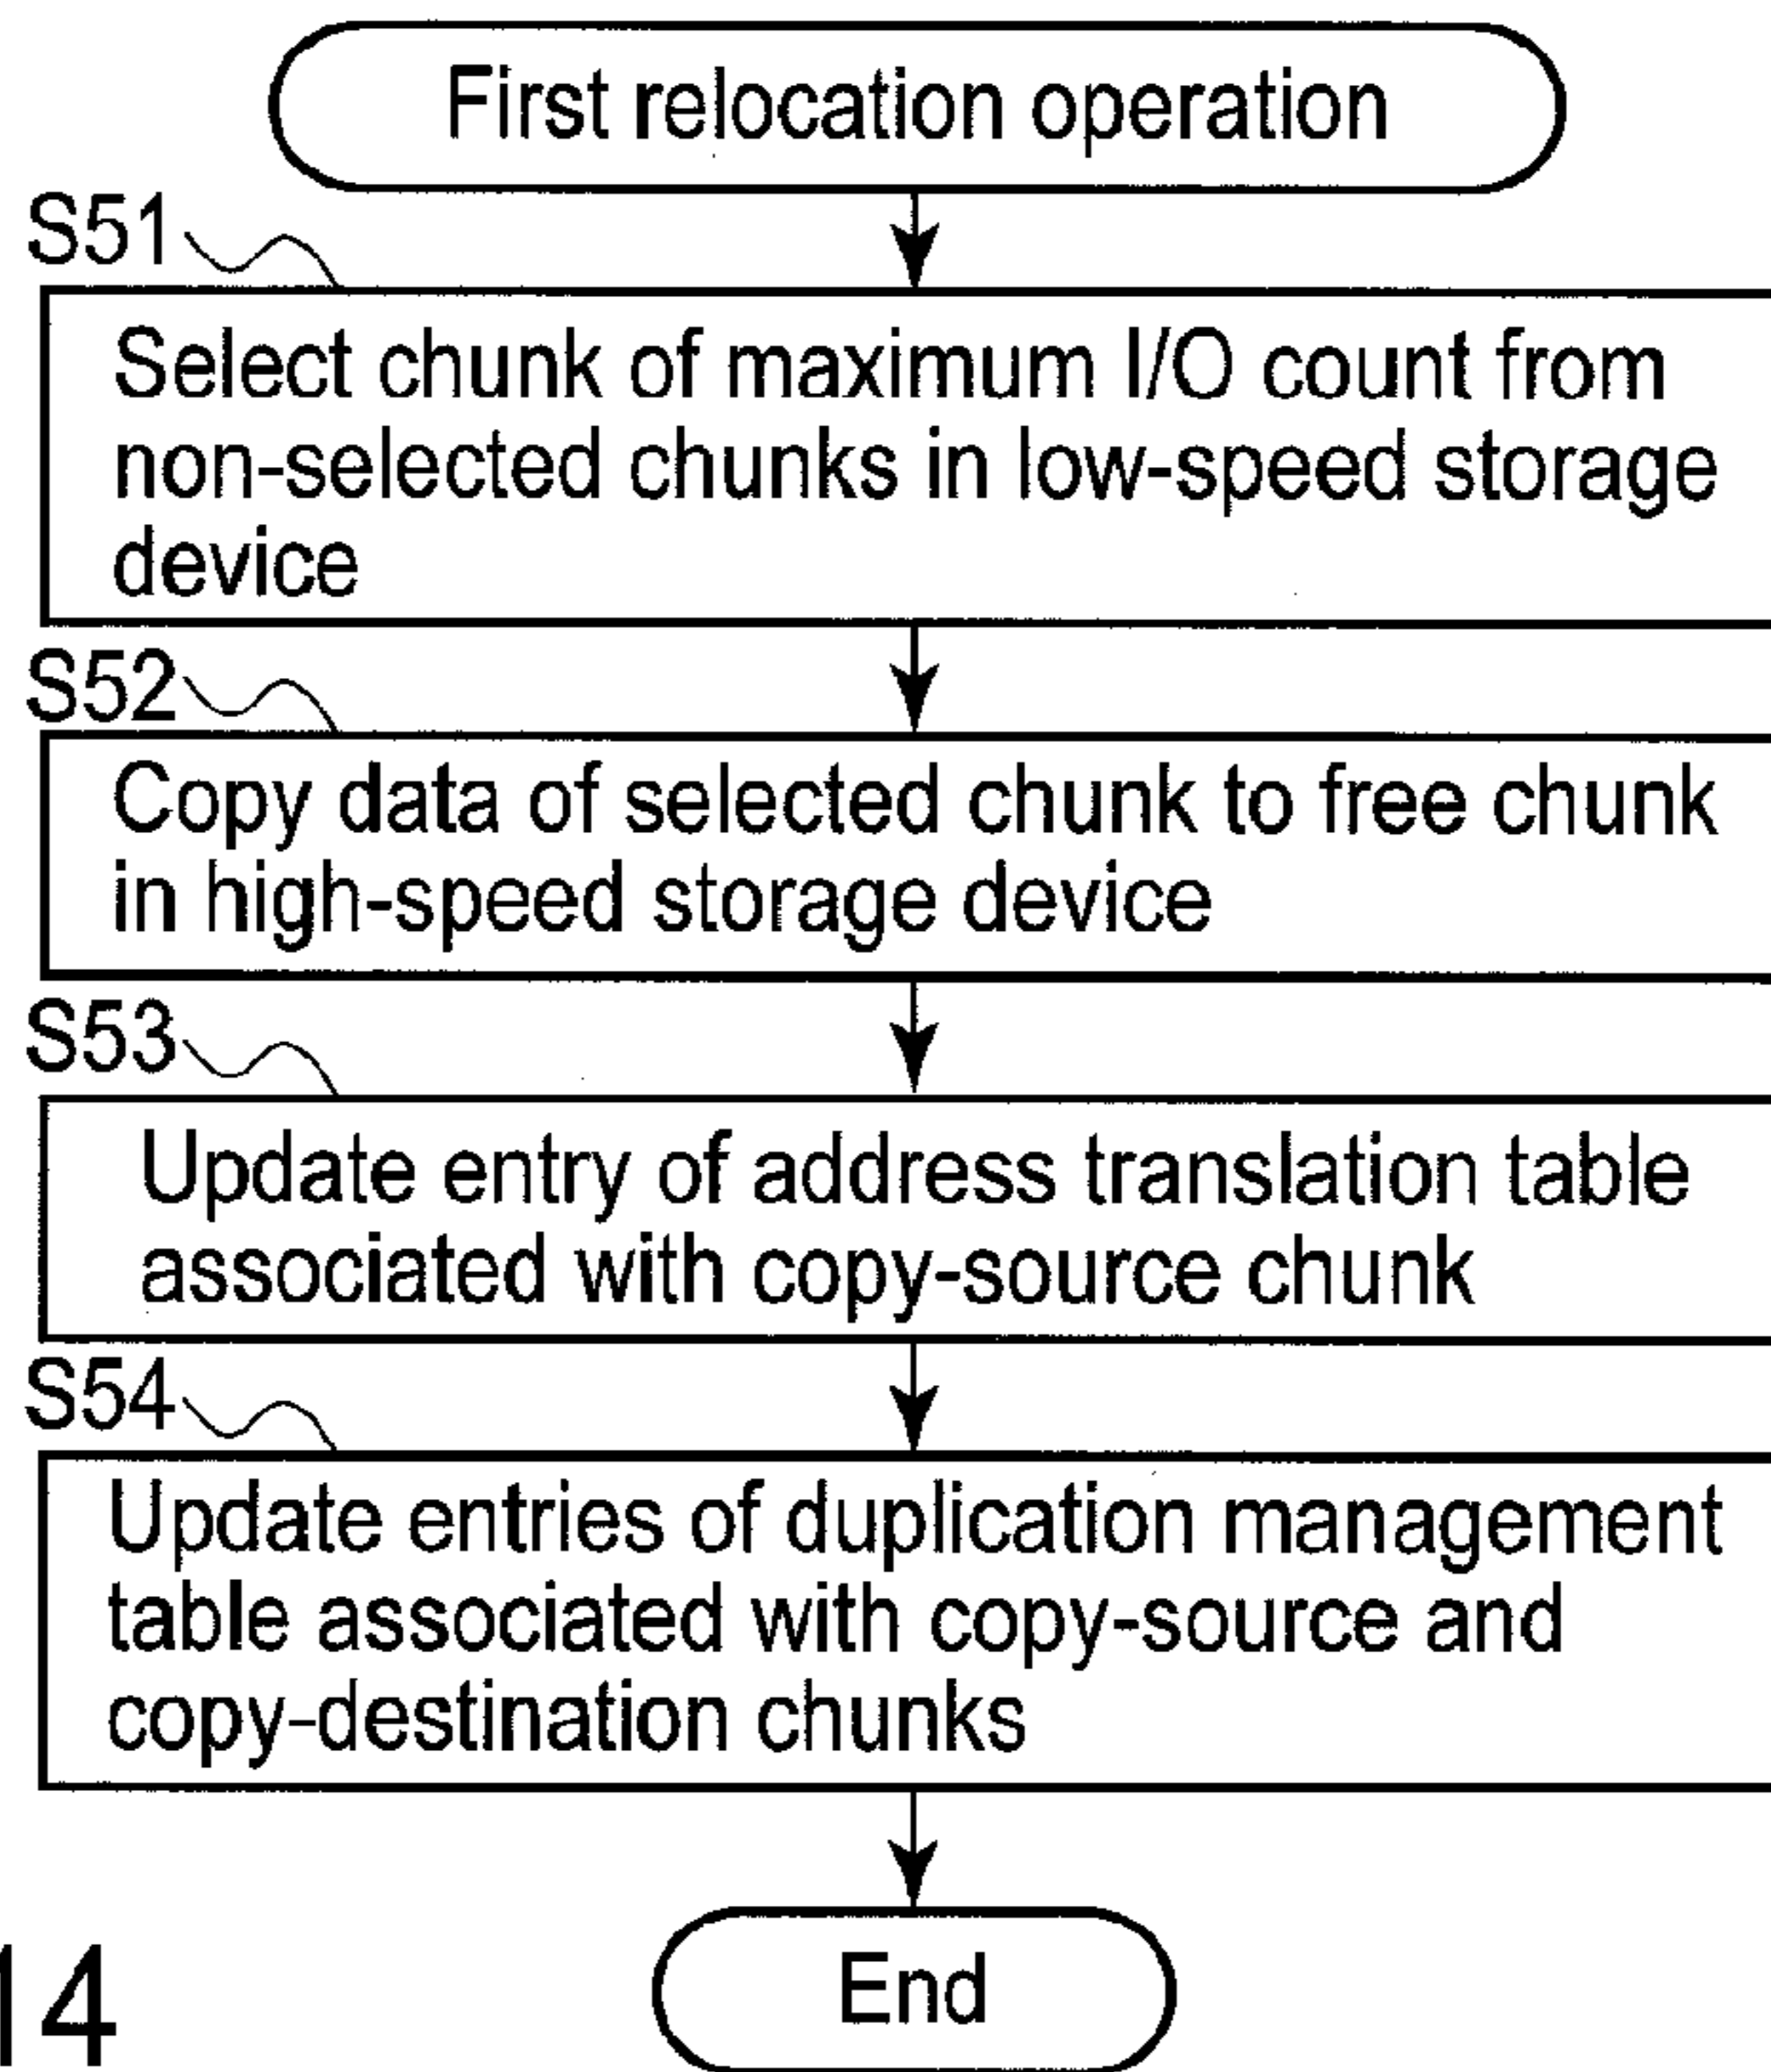 First relocation operation
S51
Select chunk of maximum I/O count from
non-selected chunks in low-speed storage
device
S52
Copy data of selected chunk to free chunk
in high-speed storage device
S53
Update entry of address translation table
associated with copy-source chunk
S54
Update entries of duplication management
table associated with copy-source and
copy-destination chunks
End
14